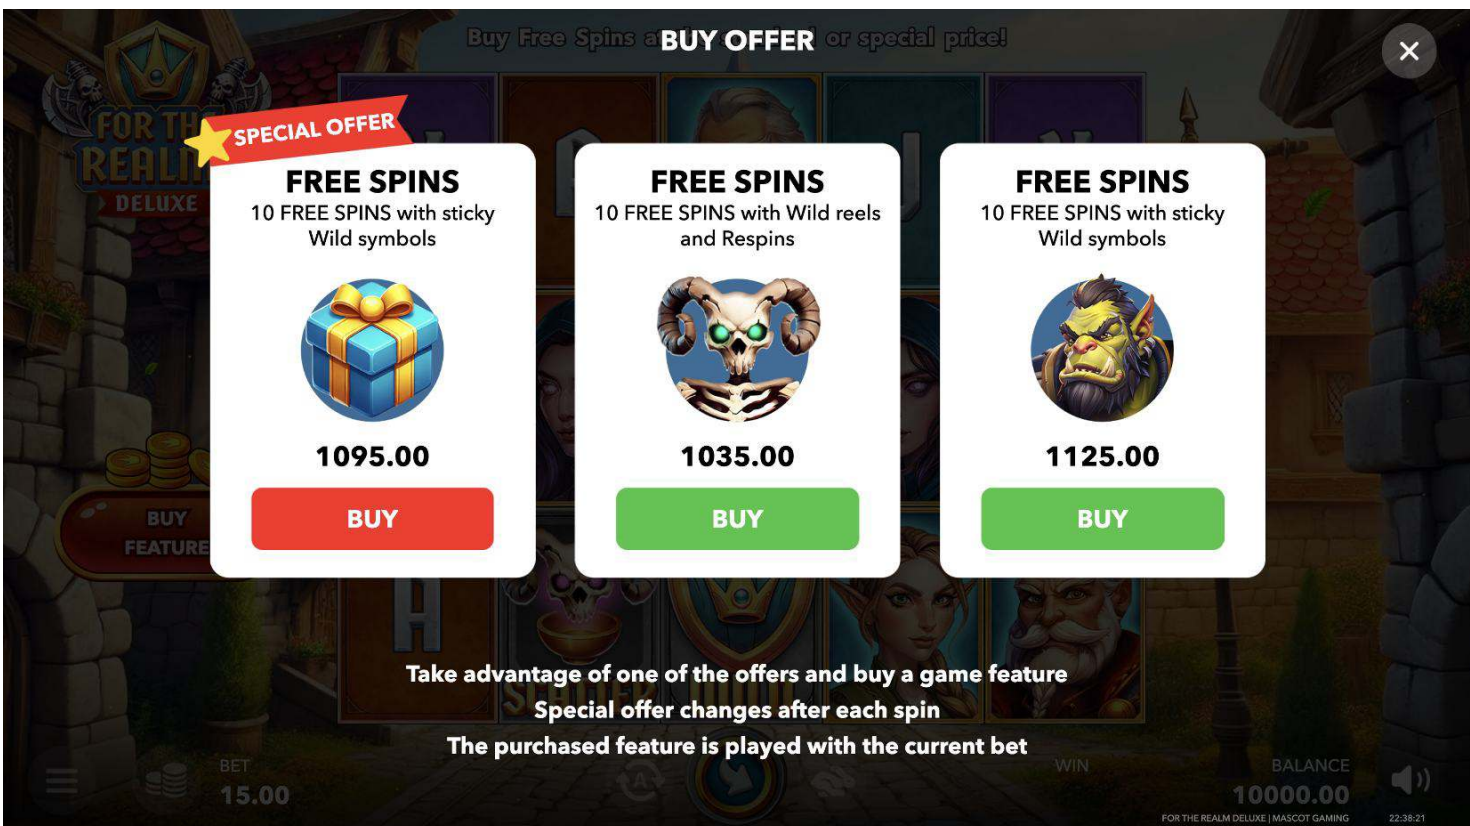 Buy Free Spins at or special price!
BUY OFFER
FOR TH
REALM
DELUXE
SPECIAL OFFER
FREE SPINS
10 FREE SPINS with sticky
Wild symbols
1095.00
BUY
FREE SPINS
10 FREE SPINS with Wild reels
and Respins
1035.00
BUY
FREE SPINS
10 FREE SPINS with sticky
Wild symbols
1125.00
BUY
BUY
FEATURE
A
Take advantage of one of the offers and buy a game feature
Special offer changes after each spin
The purchased feature is played with the current bet
BET
15.00
WIN
BALANCE
10000.00
FOR THE REALM DELUXE | MASCOT GAMING
22:38:21